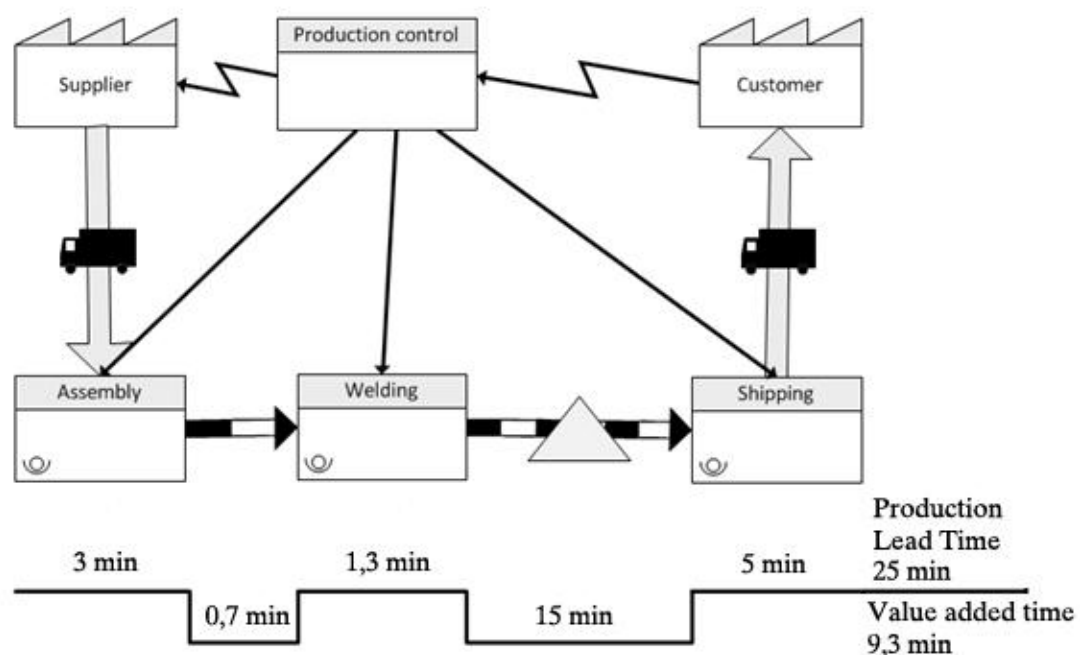 Supplier
Production control
Customer
Assembly
Welding
Shipping
3 min
0,7 min
1,3 min
15 min
5 min
Production
Lead Time
25 min
Value added time
9,3 min